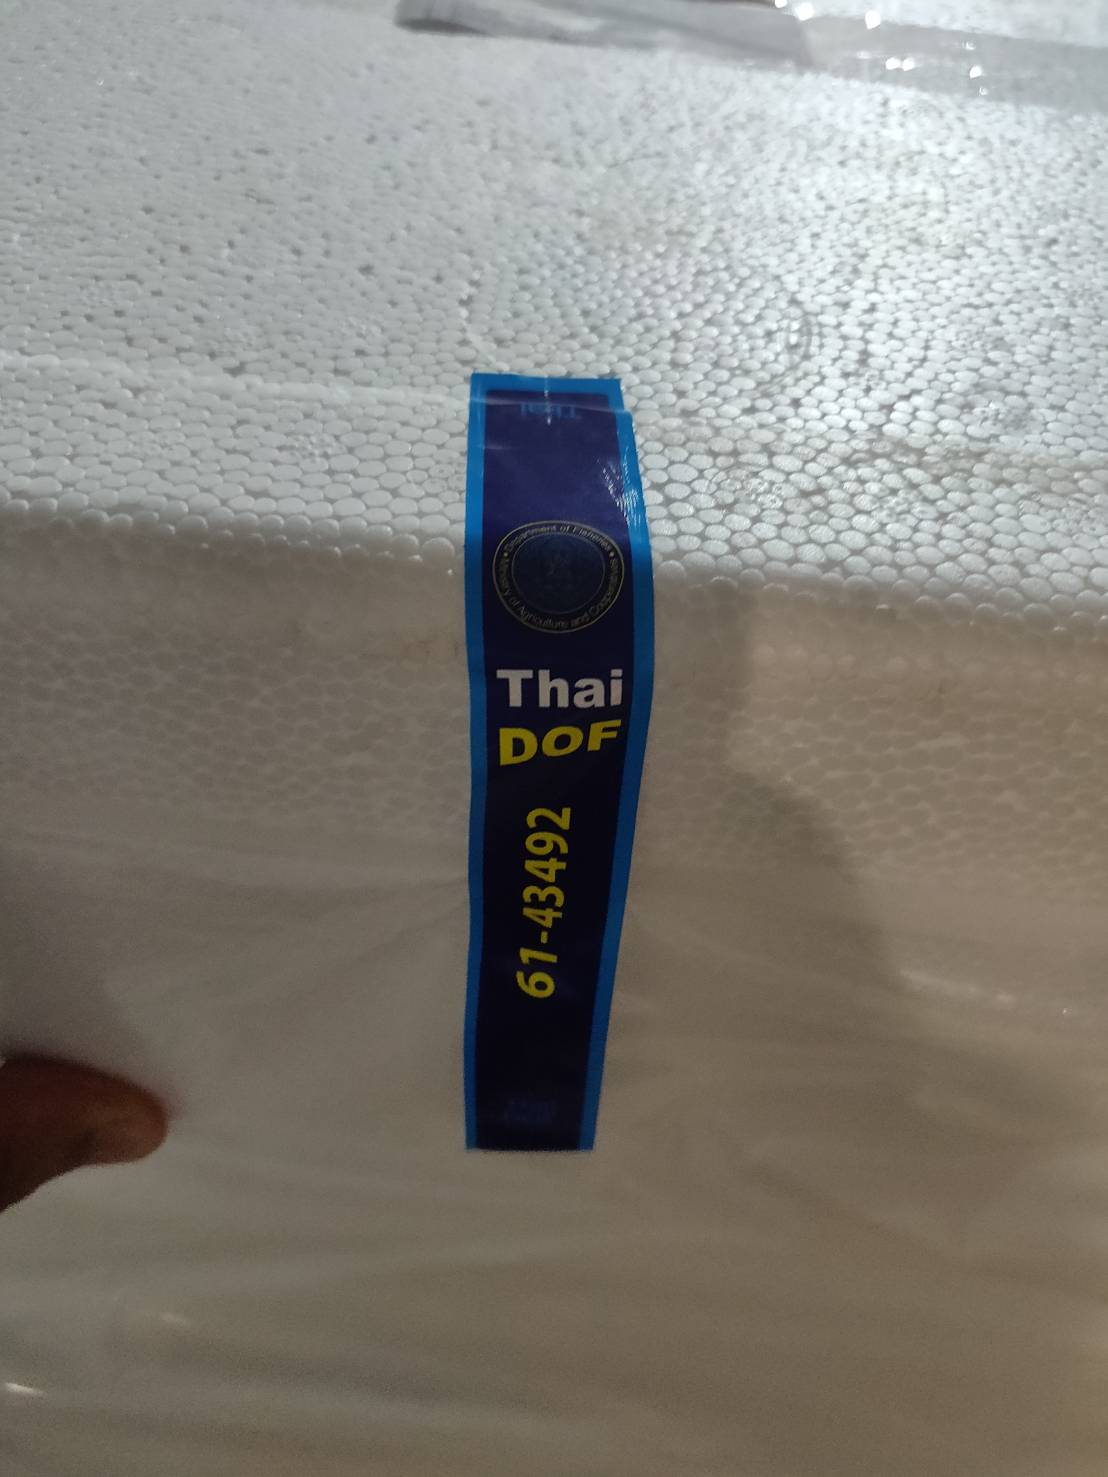 Department of Fisheries
Ministry of Agriculture and Cooperatives
Thai
DOF
61-43492